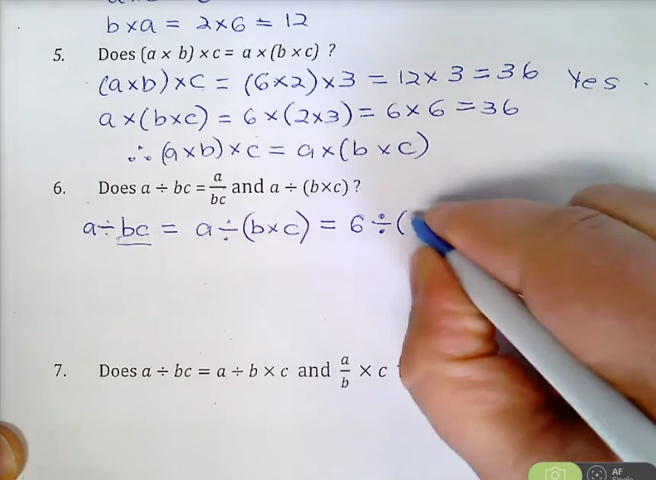 b×a = 2×6 = 12
5. Does (a × b) × c = a × (b × c) ?
(a×b)×c = (6×2)×3 = 12×3 = 36 Yes.
a×(b×c) = 6×(2×3) = 6×6 = 36
∴ (a×b)×c = a×(b×c)
6. Does a ÷ bc = a/bc and a ÷ (b×c) ?
a÷bc = a÷(b×c) = 6÷(
7. Does a ÷ bc = a ÷ b × c and a/b × c
AF